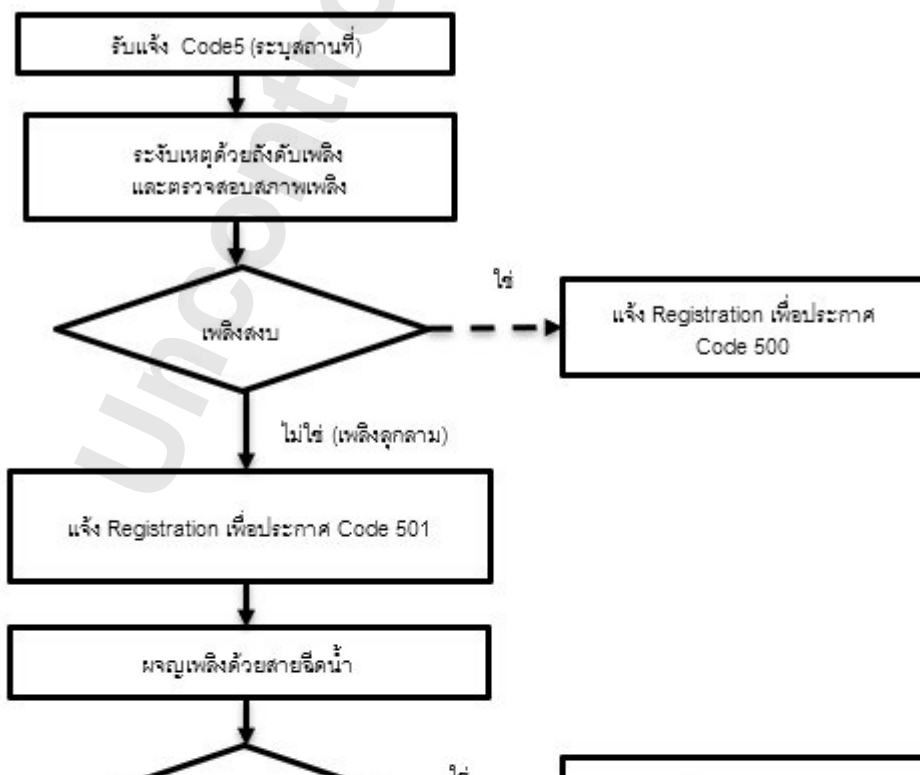 รับแจ้ง Code5 (ระบุสถานที่)
ระงับเหตุด้วยถังดับเพลิง
และตรวจสอบสภาพเพลิง
เพลิงสงบ
ใช่
แจ้ง Registration เพื่อประกาศ
Code 500
ไม่ใช่ (เพลิงลุกลาม)
แจ้ง Registration เพื่อประกาศ Code 501
ผจญเพลิงด้วยสายฉีดน้ำ
ใช่